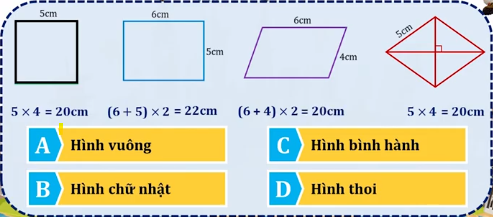 5cm
6cm
5cm
6cm
4cm
5cm
5 × 4 = 20cm
(6 + 5) × 2 = 22cm
(6 + 4) × 2 = 20cm
5 × 4 = 20cm
A Hình vuông
C Hình bình hành
B Hình chữ nhật
D Hình thoi